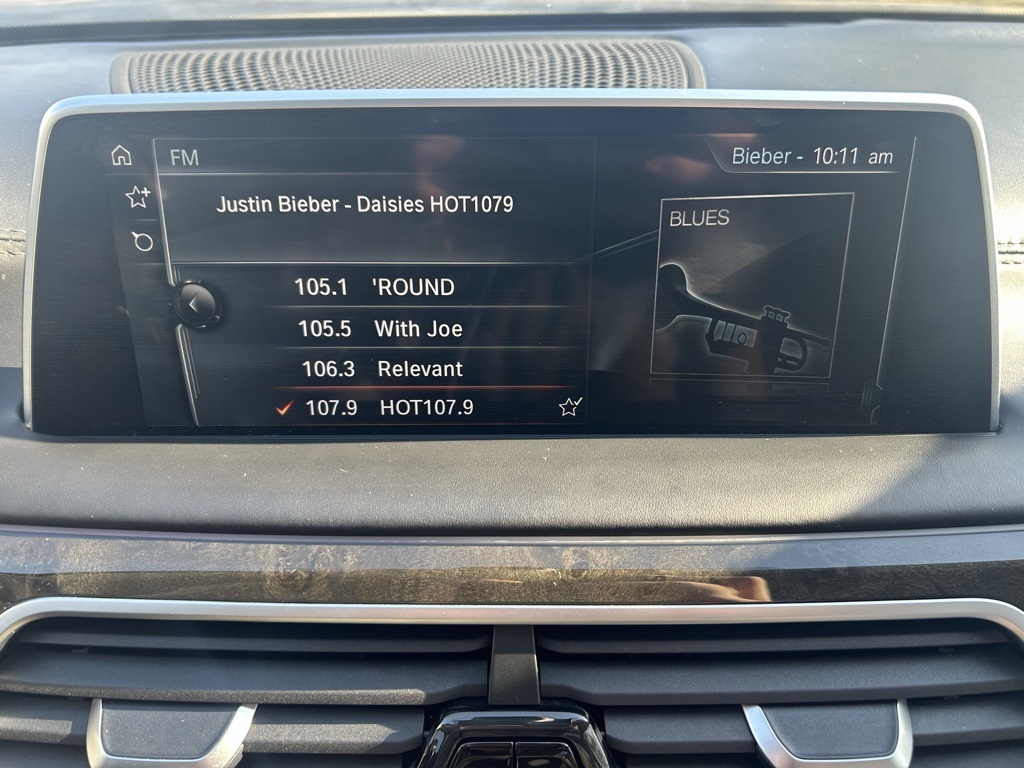 FM
Bieber - 10:11 am
Justin Bieber - Daisies HOT1079
BLUES
105.1 'ROUND
105.5 With Joe
106.3 Relevant
107.9 HOT107.9